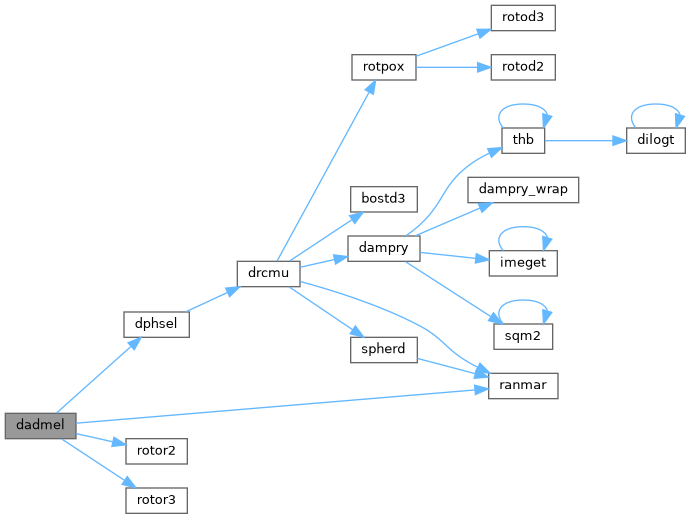 rotod3
rotpox
rotod2
thb
dilogt
dampry_wrap
bostd3
dampry
imeget
drcmu
dphsel
sqm2
spherd
ranmar
dadmel
rotor2
rotor3